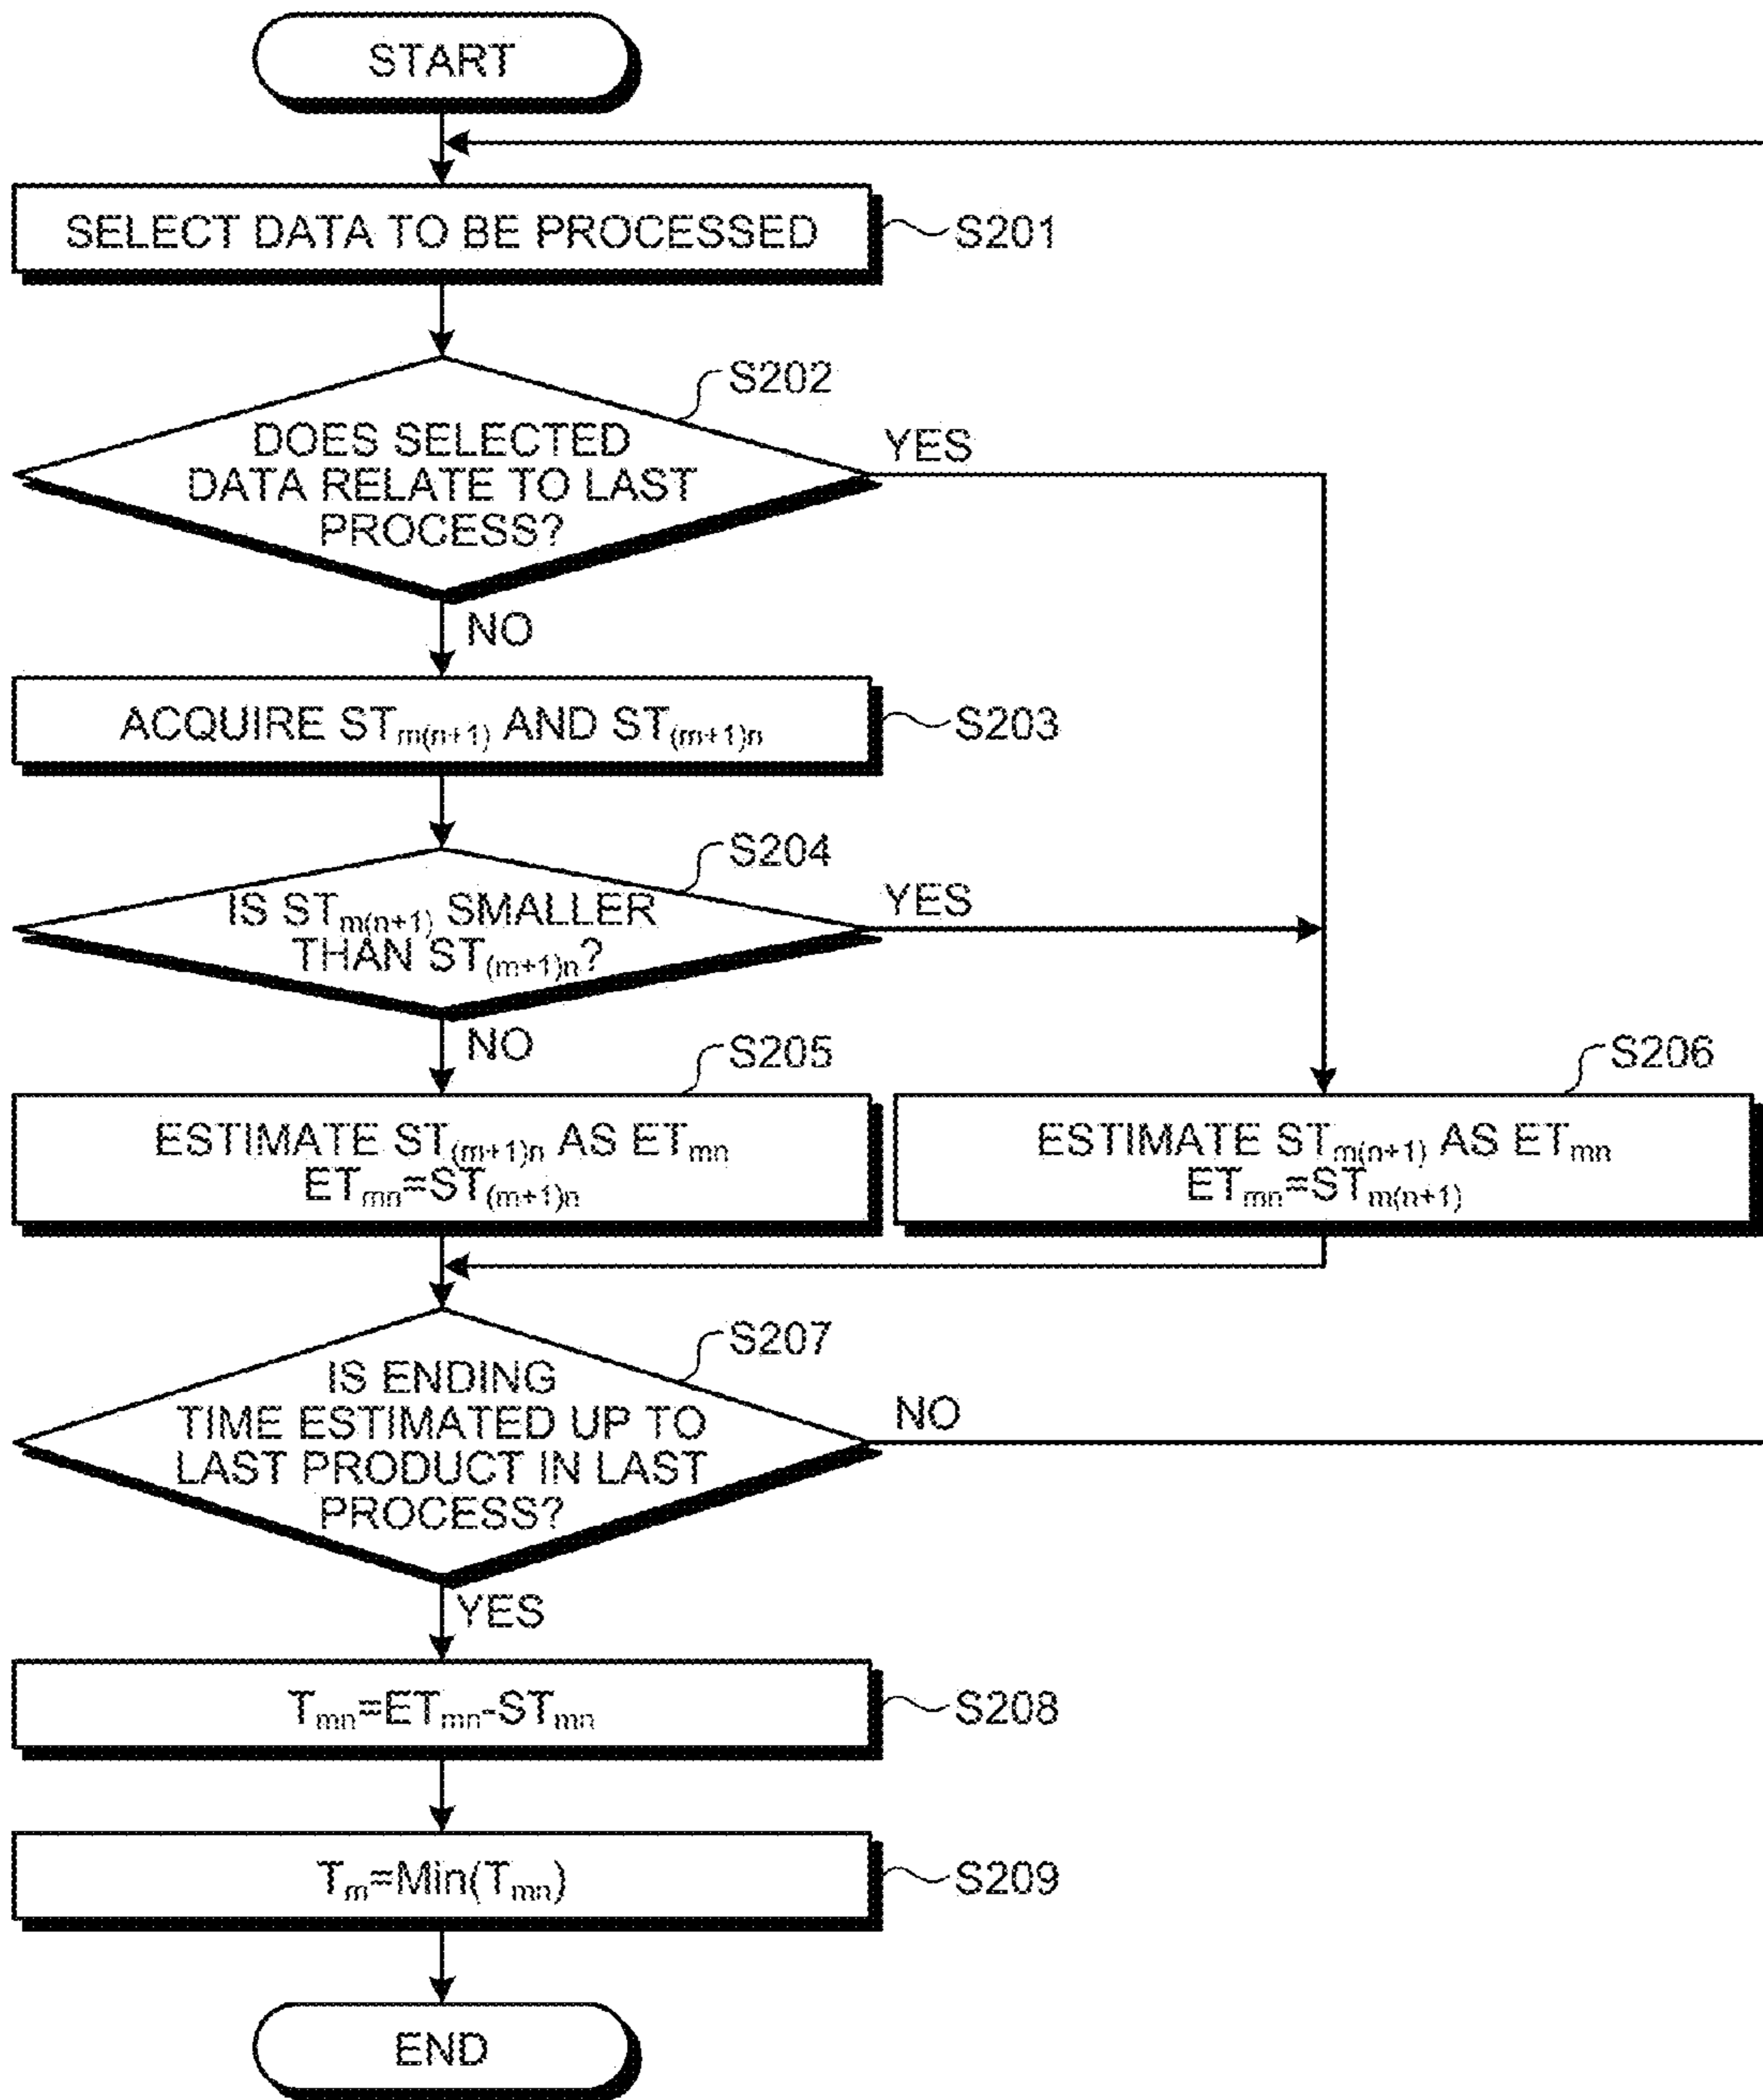 START
SELECT DATA TO BE PROCESSED
S201
S202
DOES SELECTED
DATA RELATE TO LAST
PROCESS?
YES
NO
ACQUIRE STm(n+1) AND ST(m+1)n
S203
S204
IS STm(n+1) SMALLER
THAN ST(m+1)n?
YES
NO
S205
ESTIMATE ST(m+1)n AS ETmn
ETmn=ST(m+1)n
S206
ESTIMATE STm(n+1) AS ETmn
ETmn=STm(n+1)
S207
IS ENDING
TIME ESTIMATED UP TO
LAST PRODUCT IN LAST
PROCESS?
NO
YES
Tmn=ETmn-STmn
S208
Tm=Min(Tmn)
S209
END